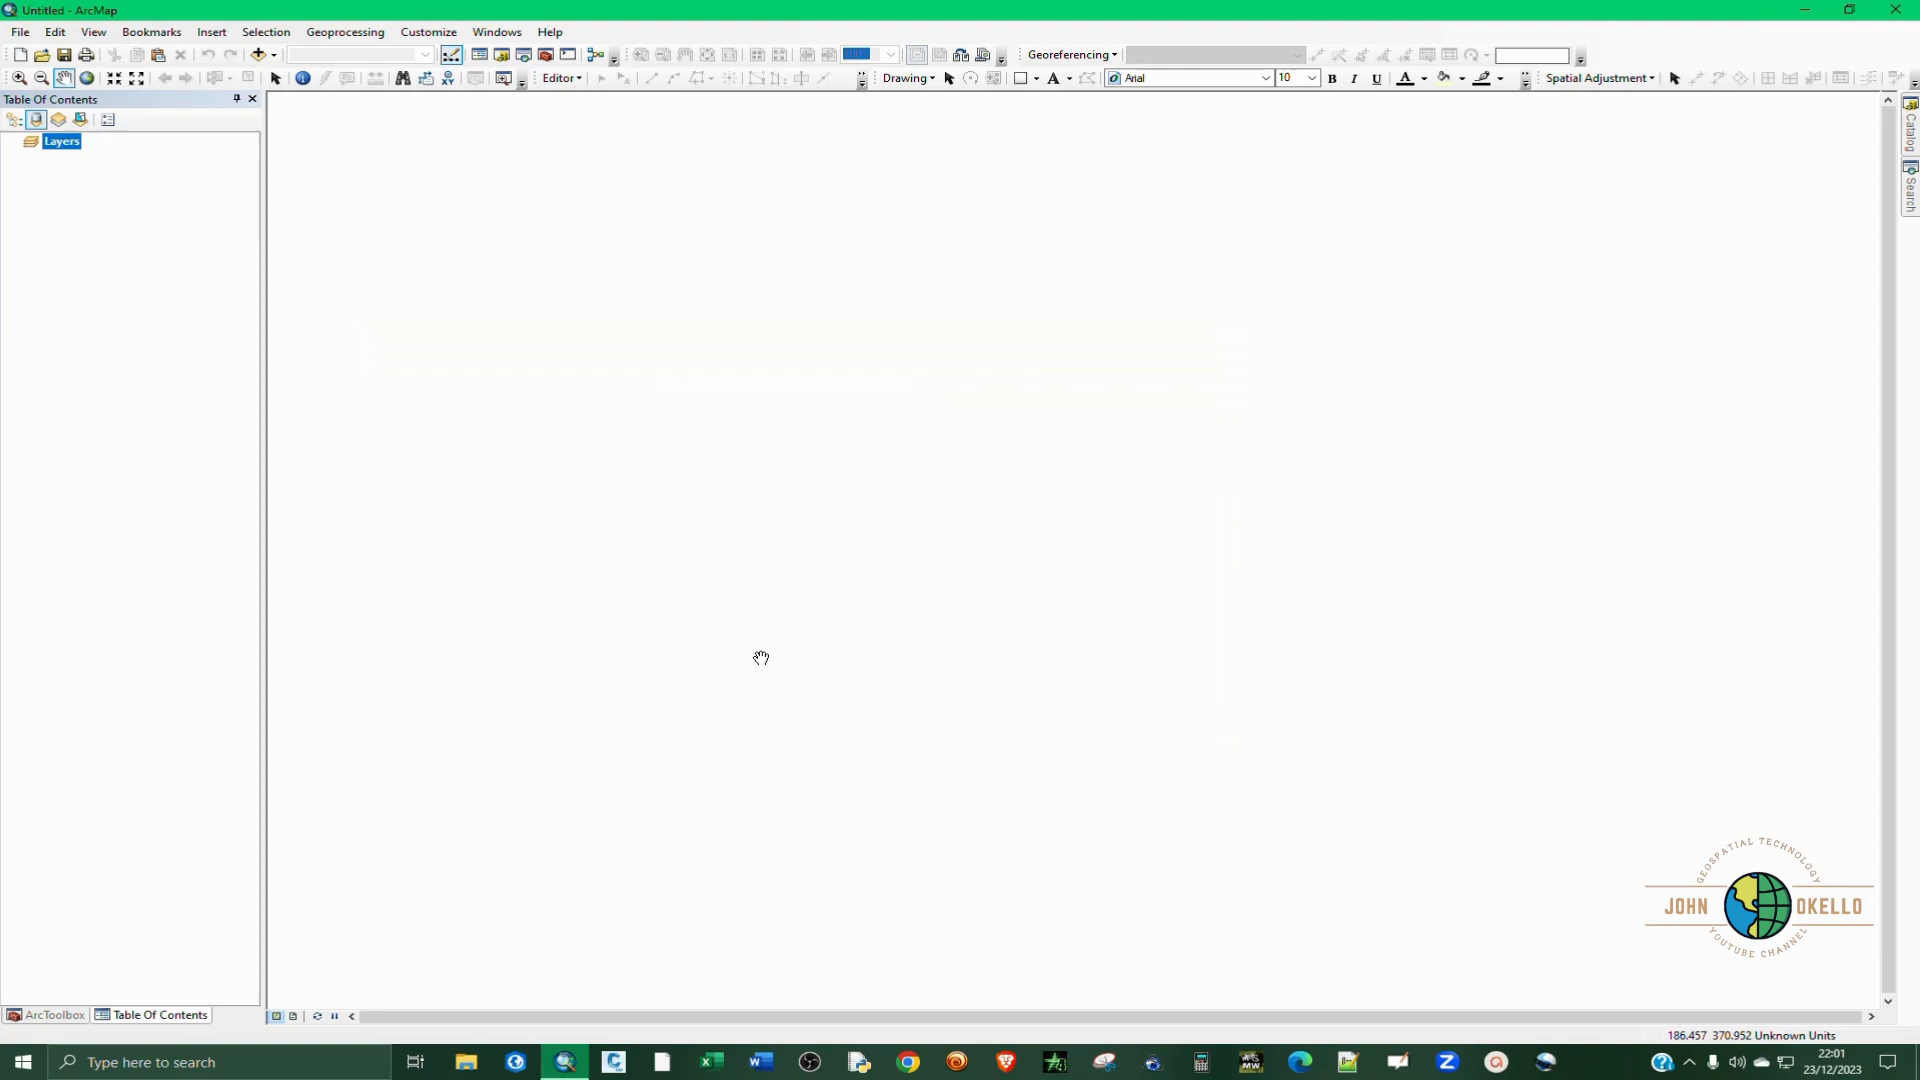 Untitled - ArcMap
File Edit View Bookmarks Insert Selection Geoprocessing Customize Windows Help
Georeferencing
Editor Drawing Arial 10 B I U A Spatial Adjustment
Table Of Contents
Layers
Catalog
Search
GEOSPATIAL TECHNOLOGY
JOHN OKELLO
YOUTUBE CHANNEL
ArcToolbox Table Of Contents
186.457 370.952 Unknown Units
Type here to search
22:01
23/12/2023